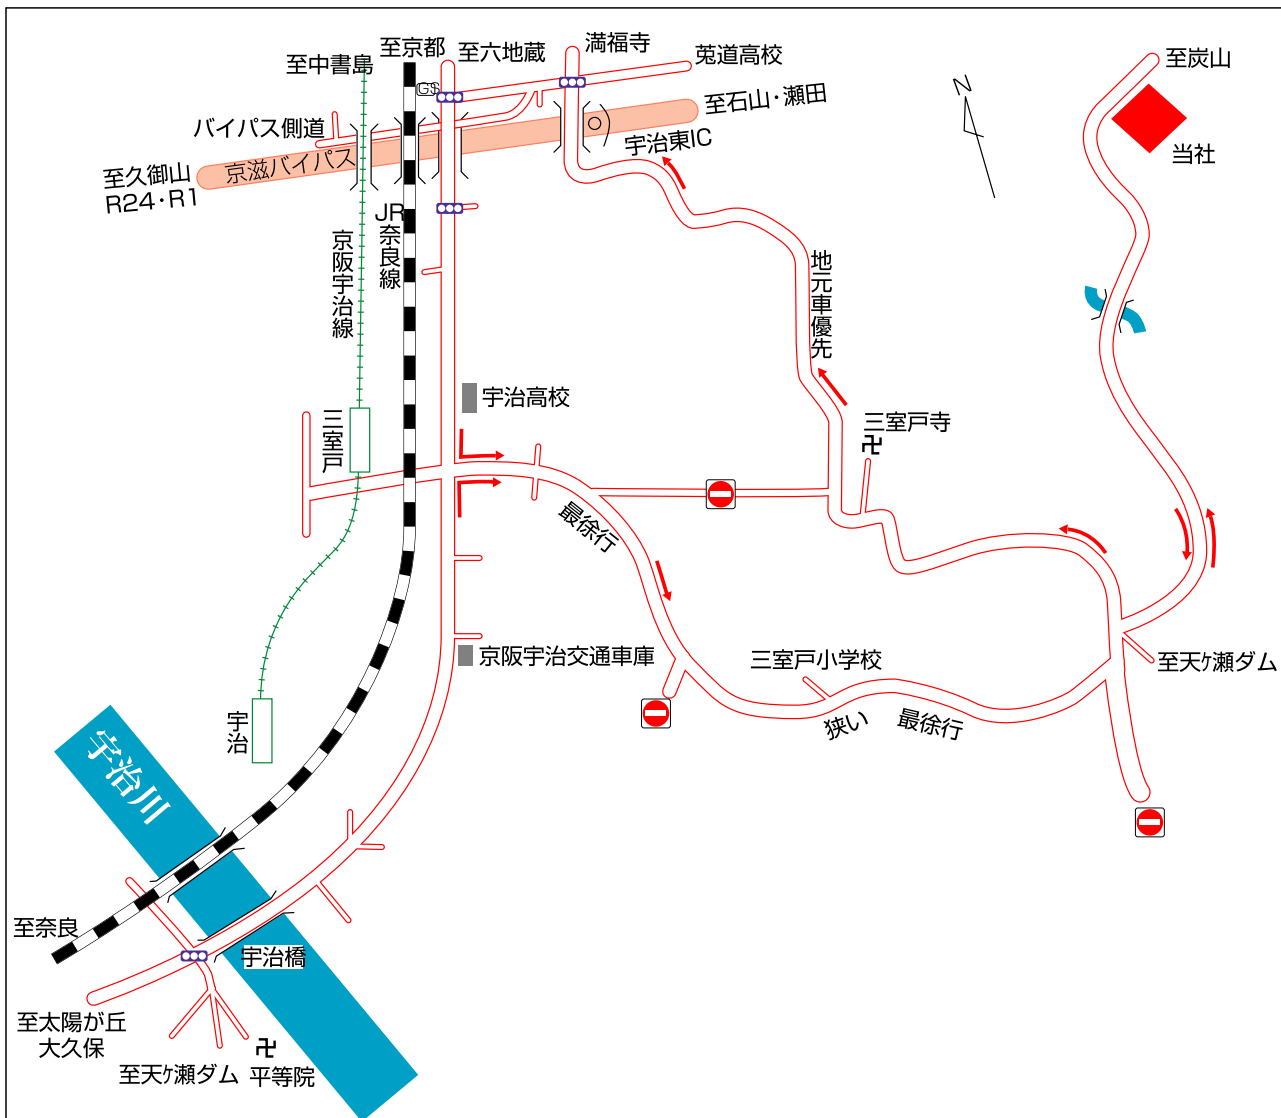 至京都
至中書島
至六地蔵
満福寺
莵道高校
至炭山
GS
N
至石山・瀬田
バイパス側道
宇治東IC
当社
京滋バイパス
至久御山
R24・R1
JR奈良線
京阪宇治線
地元車優先
宇治高校
三室戸
三室戸寺
卍
最徐行
京阪宇治交通車庫
三室戸小学校
至天ケ瀬ダム
狭い
最徐行
宇治
宇治川
至奈良
宇治橋
至太陽が丘
大久保
至天ケ瀬ダム
卍
平等院